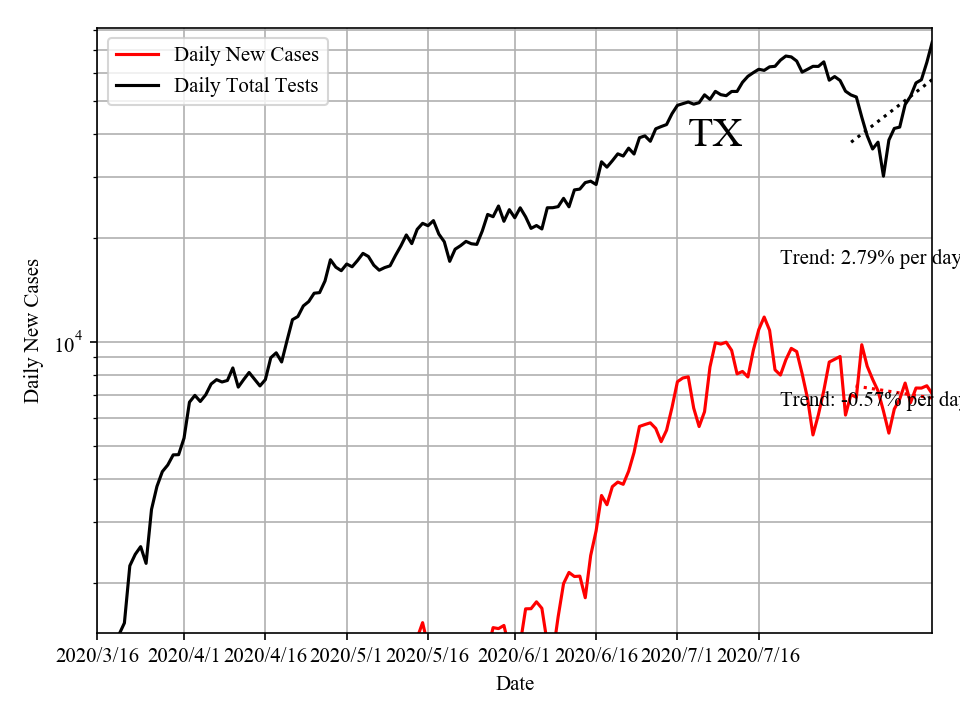 Daily New Cases
Daily Total Tests
TX
Trend: 2.79% per day
Trend: -0.57% per day
Daily New Cases
10^4
2020/3/16 2020/4/1 2020/4/16 2020/5/1 2020/5/16 2020/6/1 2020/6/16 2020/7/1 2020/7/16
Date